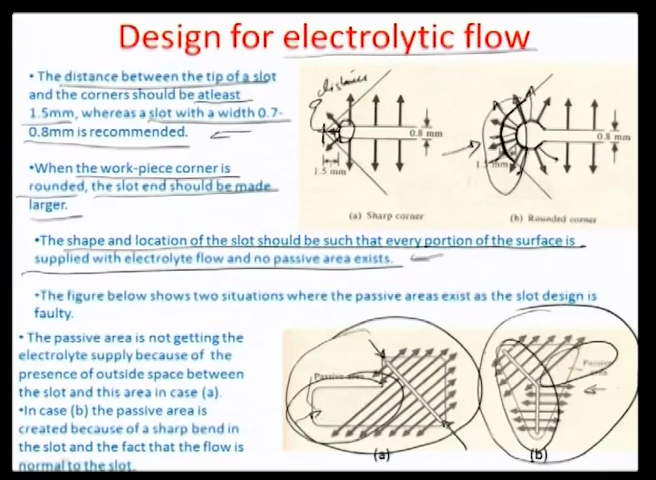 Design for electrolytic flow
• The distance between the tip of a slot
and the corners should be atleast
1.5mm, whereas a slot with a width 0.7-
0.8mm is recommended.
•When the work-piece corner is
rounded, the slot end should be made
larger.
distance
0.8 mm
1.5 mm
(a) Sharp corner
0.8 mm
1.5 mm
(b) Rounded corner
•The shape and location of the slot should be such that every portion of the surface is
supplied with electrolyte flow and no passive area exists.
•The figure below shows two situations where the passive areas exist as the slot design is
faulty.
• The passive area is not getting the
electrolyte supply because of the
presence of outside space between
the slot and this area in case (a).
•In case (b) the passive area is
created because of a sharp bend in
the slot and the fact that the flow is
normal to the slot.
Passive area
(a)
Passive
area
(b)